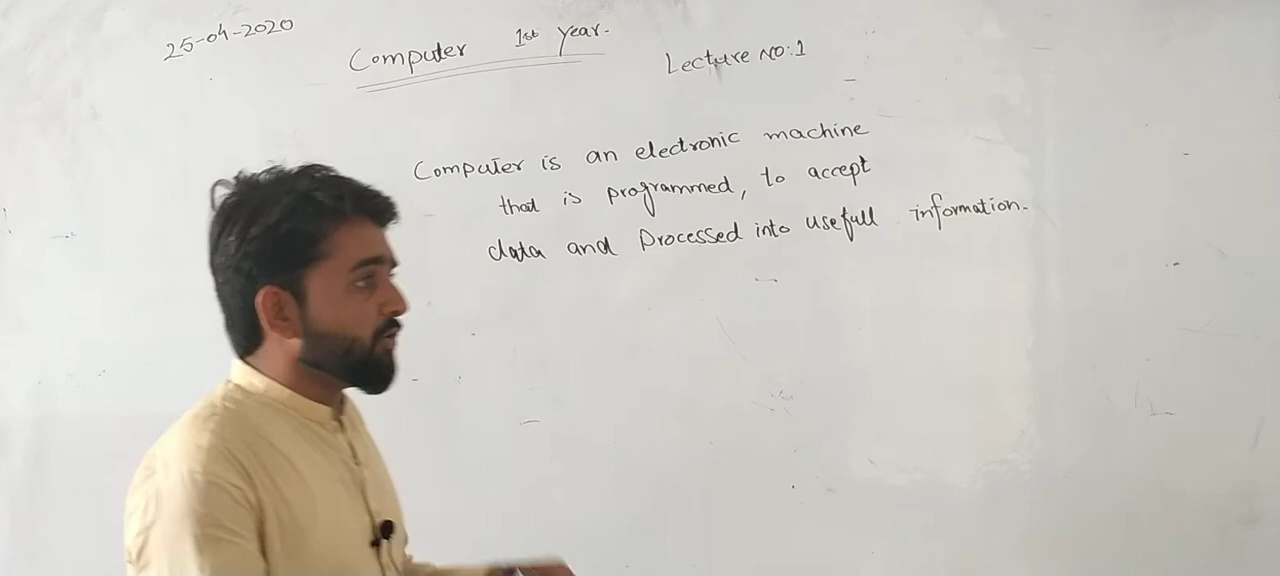 25-04-2020
Computer 1st Year.
Lecture NO:1
Computer is an electronic machine
that is programmed, to accept
data and Processed into usefull information.